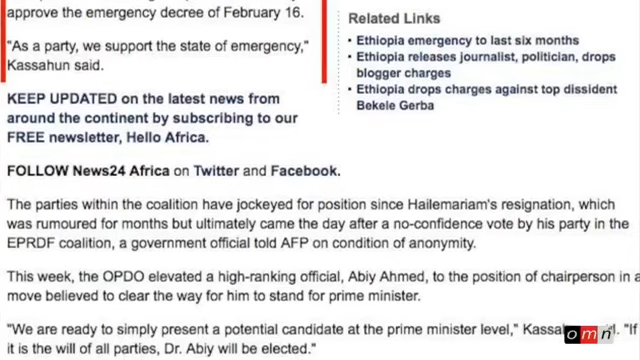 approve the emergency decree of February 16.
"As a party, we support the state of emergency,"
Kassahun said.
KEEP UPDATED on the latest news from
around the continent by subscribing to our
FREE newsletter, Hello Africa.
FOLLOW News24 Africa on Twitter and Facebook.
The parties within the coalition have jockeyed for position since Hailemariam's resignation, which
was rumoured for months but ultimately came the day after a no-confidence vote by his party in the
EPRDF coalition, a government official told AFP on condition of anonymity.
This week, the OPDO elevated a high-ranking official, Abiy Ahmed, to the position of chairperson in a
move believed to clear the way for him to stand for prime minister.
"We are ready to simply present a potential candidate at the prime minister level," "If
it is the will of all parties, Dr. Abiy will be elected."
Related Links
• Ethiopia emergency to last six months
• Ethiopia releases journalist, politician, drops
blogger charges
• Ethiopia drops charges against top dissident
Bekele Gerba
omn